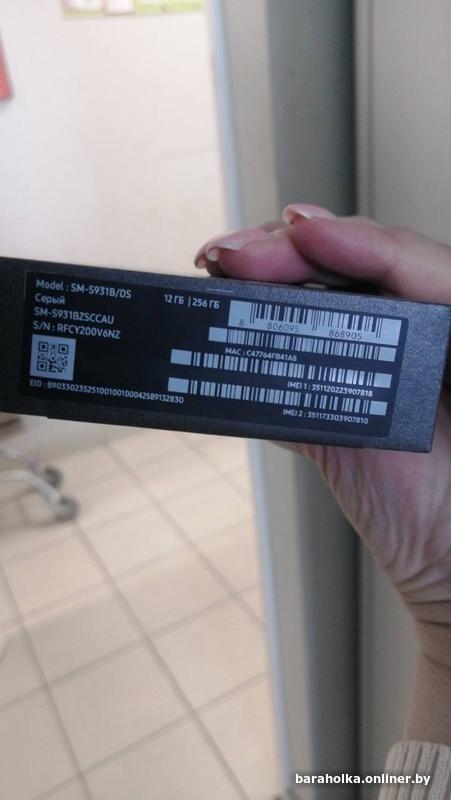 Model : SM-S931B/DS
12 ГБ | 256 ГБ
Серый
SM-S931BZSCCAU
S/N : RFCY200V6NZ
8 806095 868905
MAC : C47764FB41A8
IMEI 1 : 351120223907818
EID : 89033023525100100100042589132830
IMEI 2 : 351173303907810
baraholka.onliner.by